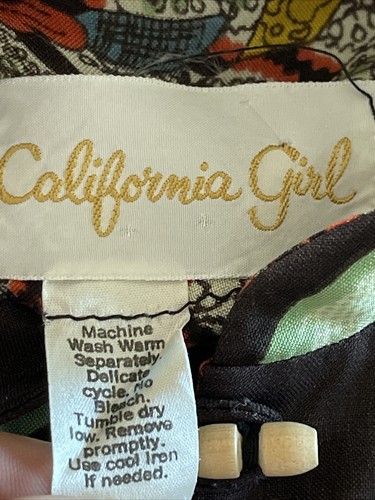 California Girl
Machine
Wash Warm
Separately.
Delicate
cycle, No
Bleach.
Tumble dry
low. Remove
promptly.
Use cool iron
if needed.